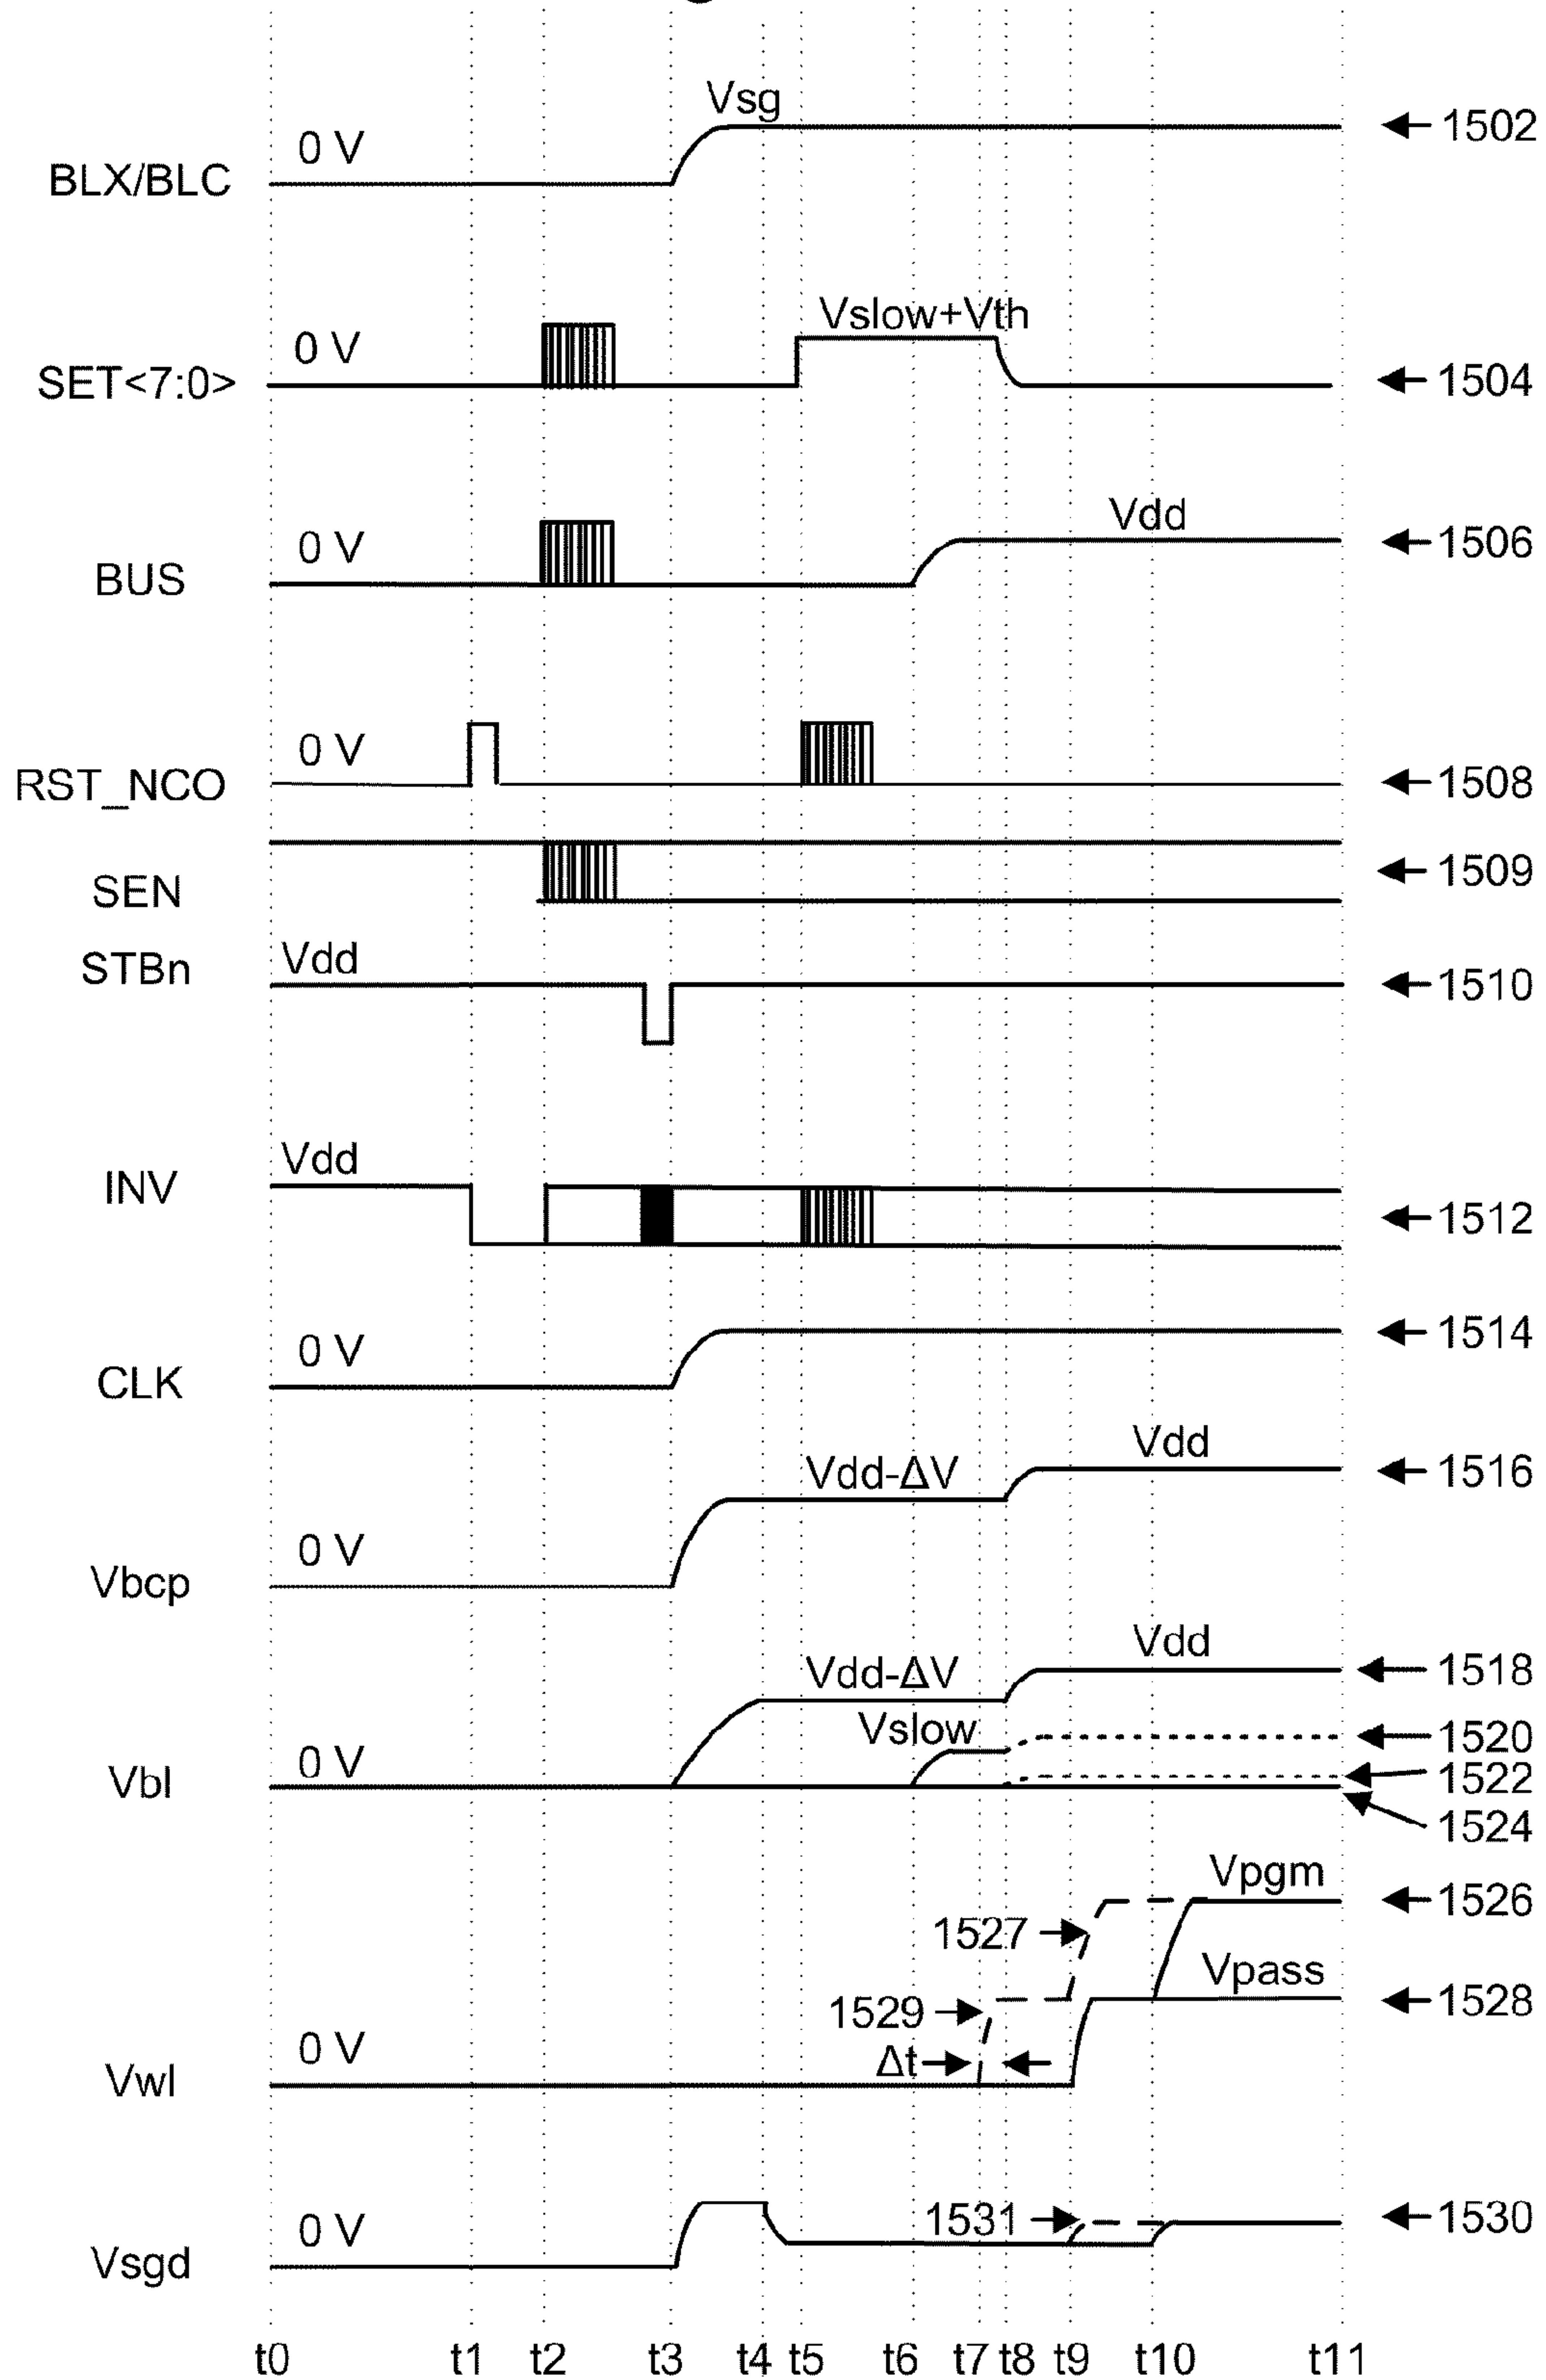 Vsg
0 V
BLX/BLC
1502
Vslow+Vth
0 V
SET<7:0>
1504
Vdd
0 V
BUS
1506
0 V
RST_NCO
1508
SEN
1509
Vdd
STBn
1510
Vdd
INV
1512
0 V
CLK
1514
Vdd
Vdd-ΔV
0 V
Vbcp
1516
Vdd
Vdd-ΔV
Vslow
0 V
Vbl
1518
1520
1522
1524
Vpgm
1526
1527
Vpass
1528
1529
0 V
Δt
Vwl
1531
0 V
Vsgd
1530
t0 t1 t2 t3 t4 t5 t6 t7 t8 t9 t10 t11